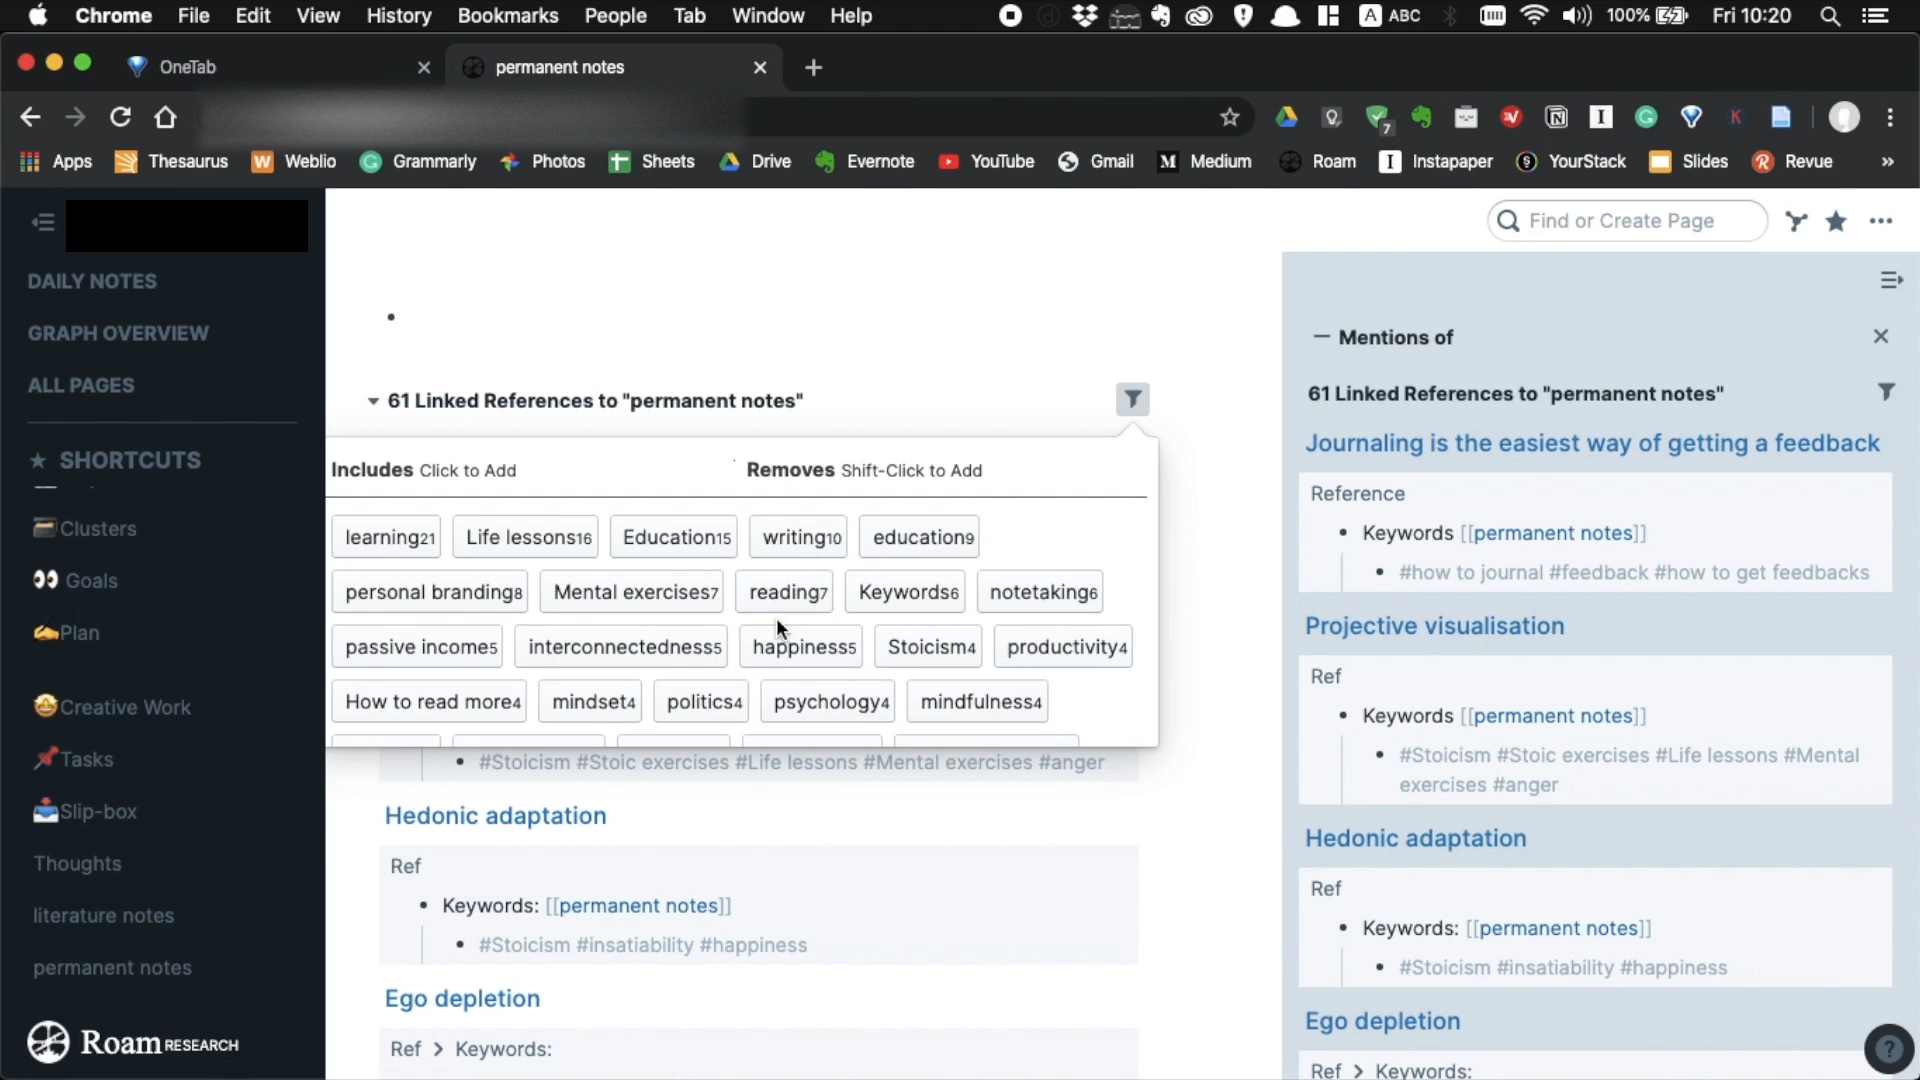 Chrome File Edit View History Bookmarks People Tab Window Help A ABC 100% Fri 10:20
OneTab permanent notes
7
Apps Thesaurus Weblio Grammarly Photos Sheets Drive Evernote YouTube Gmail Medium Roam Instapaper YourStack Slides Revue »
Find or Create Page
DAILY NOTES
GRAPH OVERVIEW
ALL PAGES
SHORTCUTS
Clusters
Goals
Plan
Creative Work
Tasks
Slip-box
Thoughts
literature notes
permanent notes
Roam RESEARCH
61 Linked References to "permanent notes"
Includes Click to Add Removes Shift-Click to Add
learning21 Life lessons16 Education15 writing10 education9
personal branding8 Mental exercises7 reading7 Keywords6 notetaking6
passive income5 interconnectedness5 happiness5 Stoicism4 productivity4
How to read more4 mindset4 politics4 psychology4 mindfulness4
#Stoicism #Stoic exercises #Life lessons #Mental exercises #anger
Hedonic adaptation
Ref
Keywords: [[permanent notes]]
#Stoicism #insatiability #happiness
Ego depletion
Ref > Keywords:
Mentions of
61 Linked References to "permanent notes"
Journaling is the easiest way of getting a feedback
Reference
Keywords [[permanent notes]]
#how to journal #feedback #how to get feedbacks
Projective visualisation
Ref
Keywords [[permanent notes]]
#Stoicism #Stoic exercises #Life lessons #Mental
exercises #anger
Hedonic adaptation
Ref
Keywords: [[permanent notes]]
#Stoicism #insatiability #happiness
Ego depletion
Ref > Keywords:
?